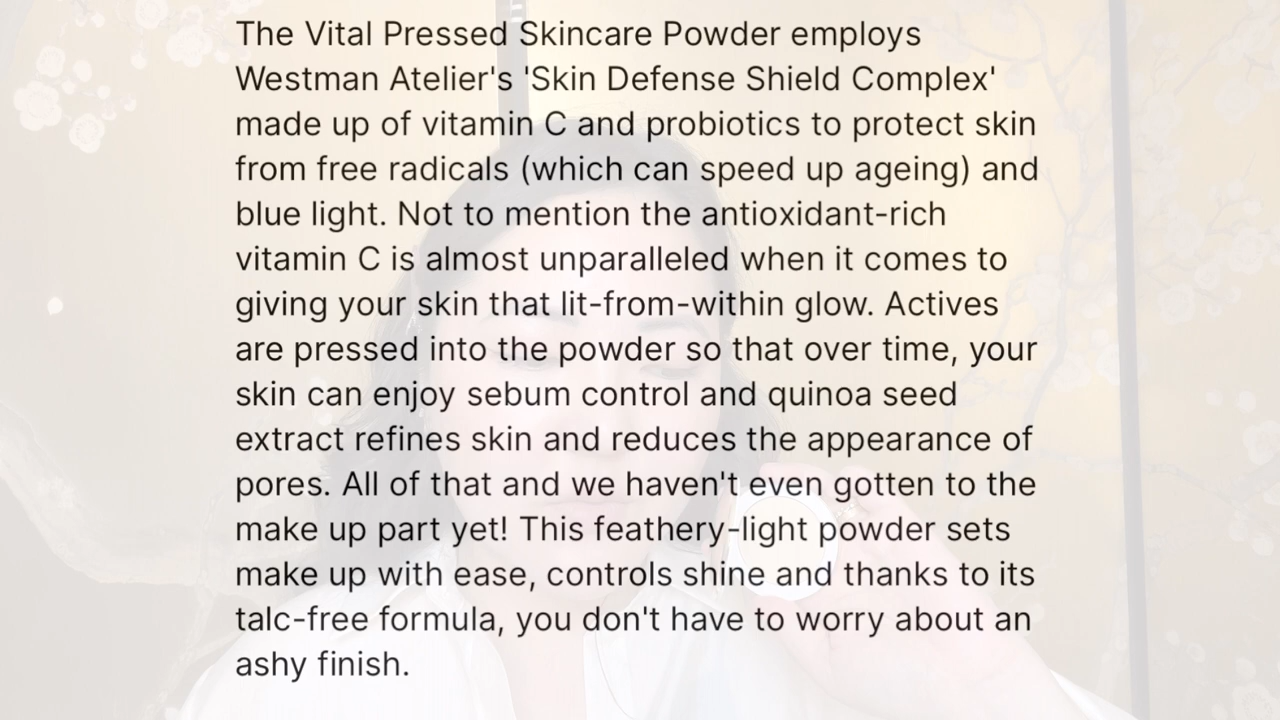 The Vital Pressed Skincare Powder employs
Westman Atelier's 'Skin Defense Shield Complex'
made up of vitamin C and probiotics to protect skin
from free radicals (which can speed up ageing) and
blue light. Not to mention the antioxidant-rich
vitamin C is almost unparalleled when it comes to
giving your skin that lit-from-within glow. Actives
are pressed into the powder so that over time, your
skin can enjoy sebum control and quinoa seed
extract refines skin and reduces the appearance of
pores. All of that and we haven't even gotten to the
make up part yet! This feathery-light powder sets
make up with ease, controls shine and thanks to its
talc-free formula, you don't have to worry about an
ashy finish.